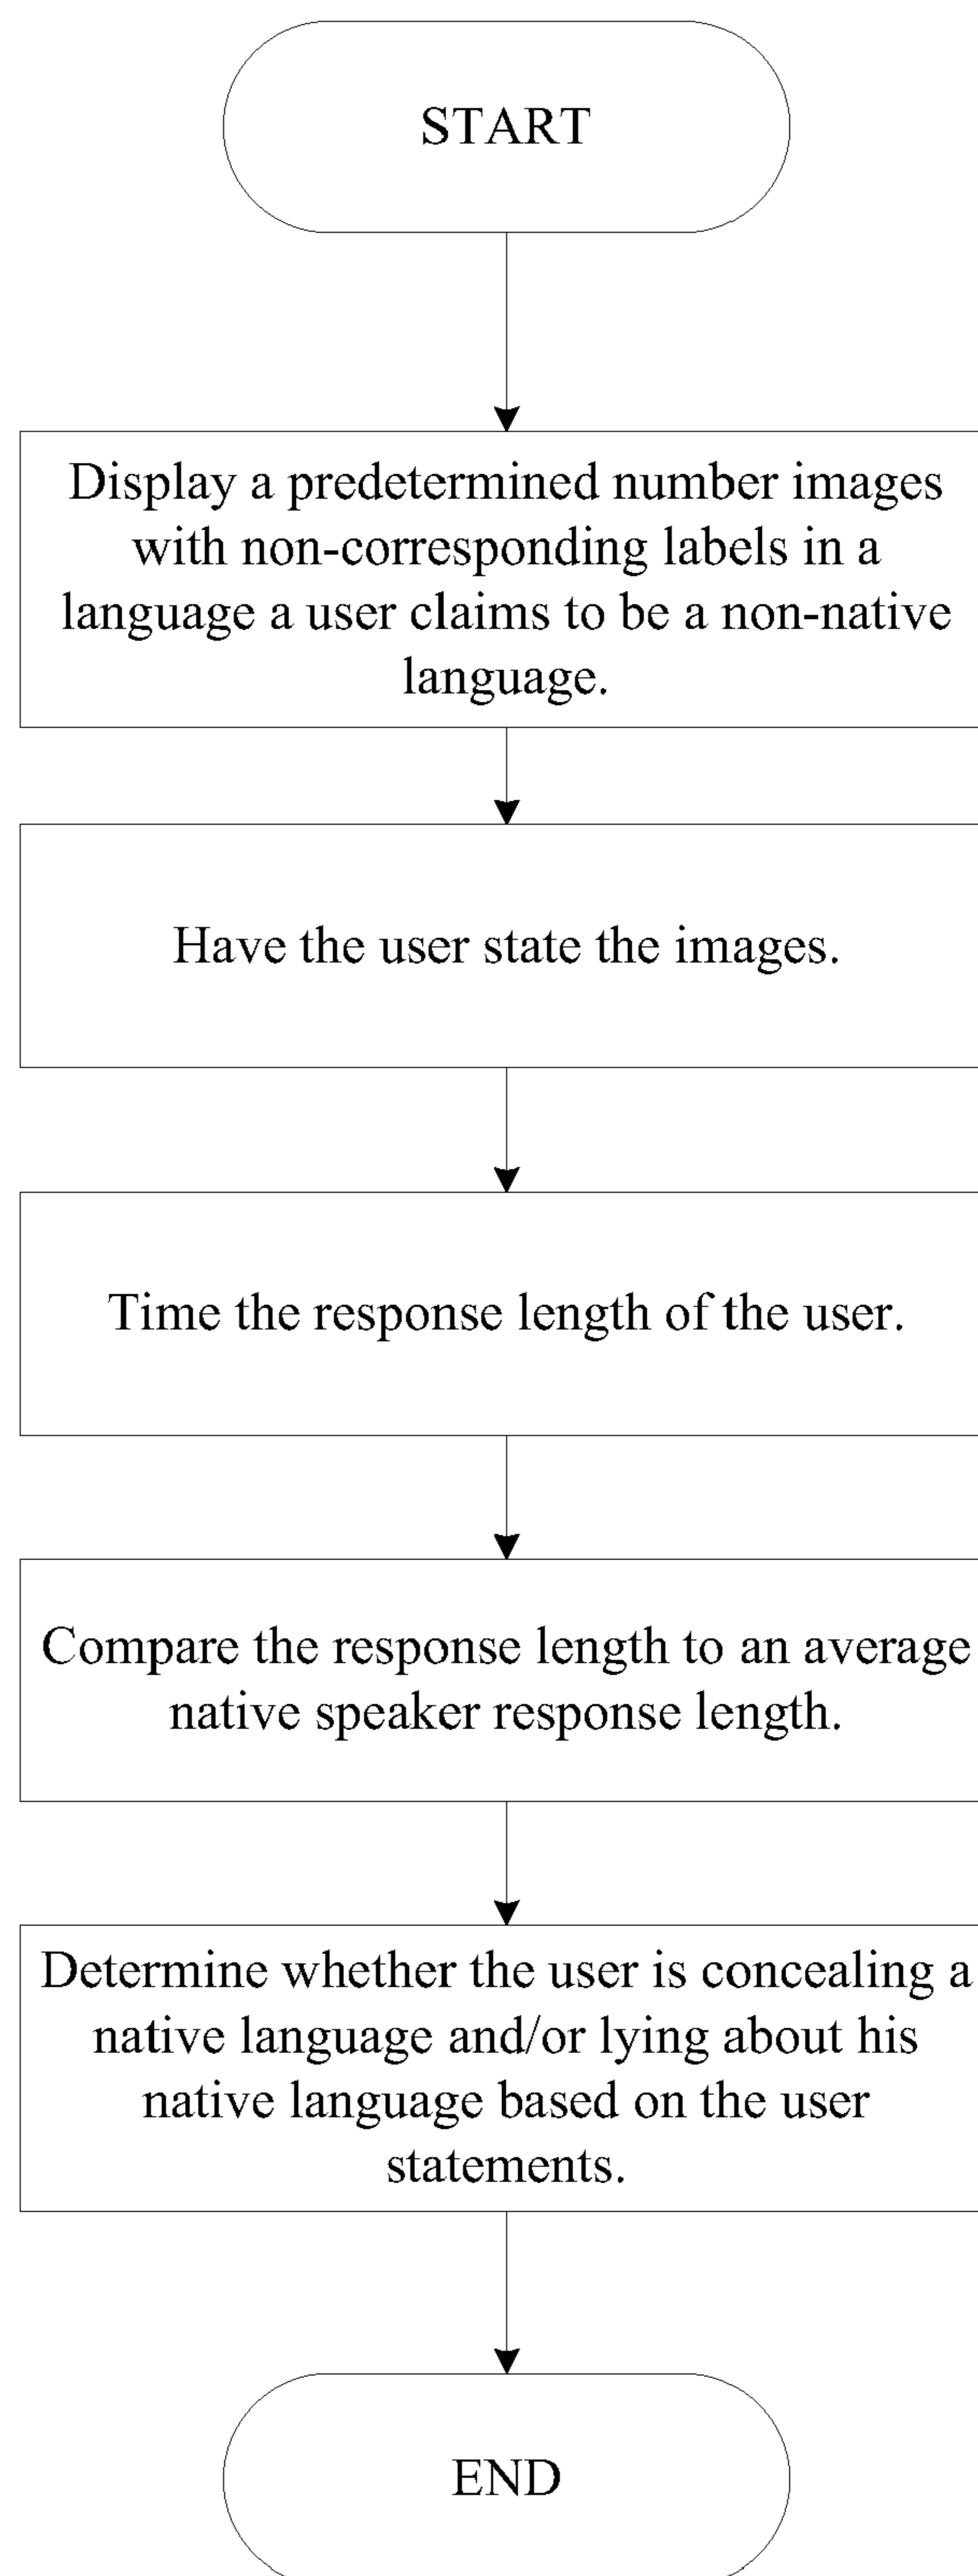 START
Display a predetermined number images
with non-corresponding labels in a
language a user claims to be a non-native
language.
Have the user state the images.
Time the response length of the user.
Compare the response length to an average
native speaker response length.
Determine whether the user is concealing a
native language and/or lying about his
native language based on the user
statements.
END